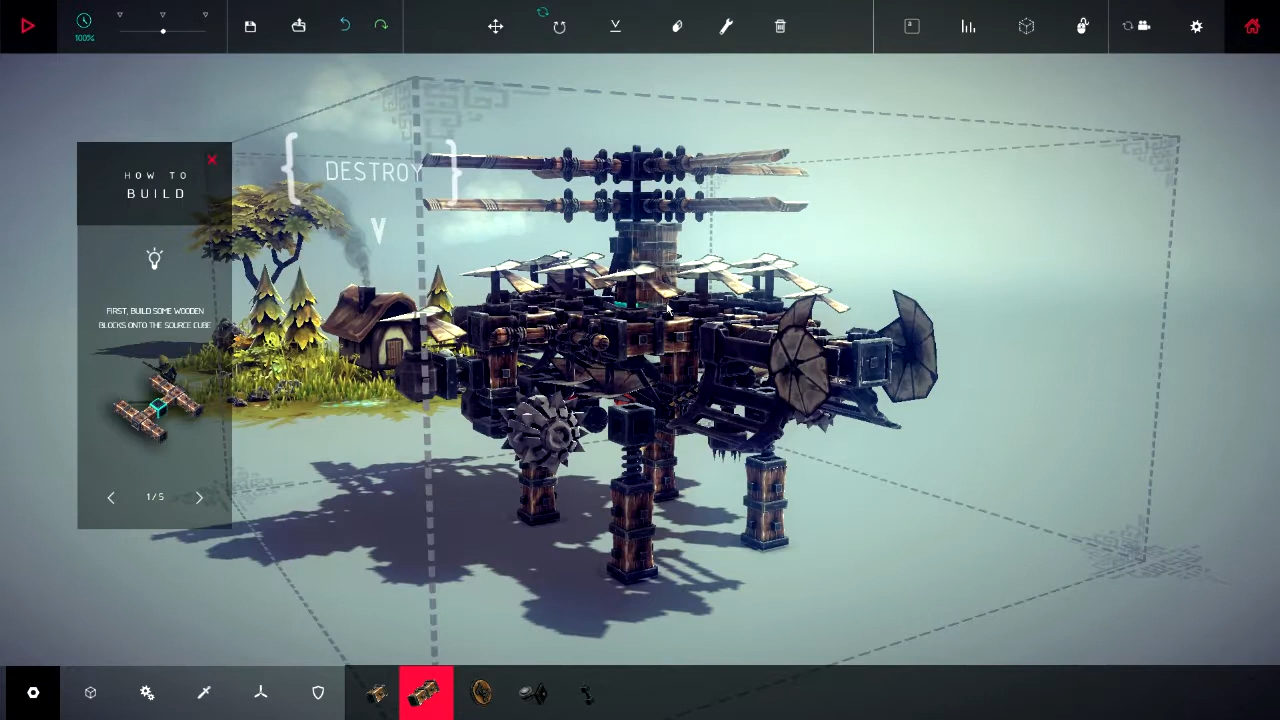 100%
DESTROY
HOW TO
BUILD
FIRST, BUILD SOME WOODEN
BLOCKS ONTO THE SOURCE CUBE
1/5